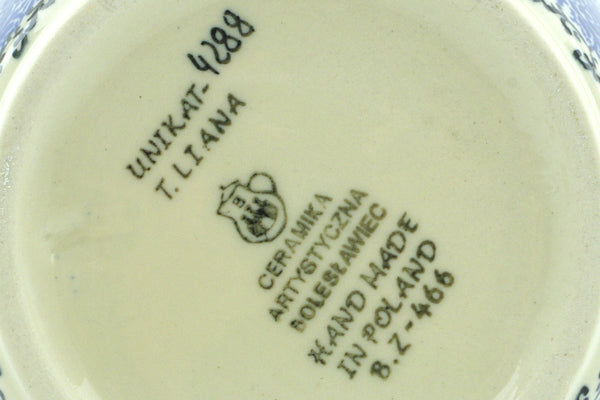 UNIKAT-4288
T. LIANA
CERAMIKA
ARTYSTYCZNA
BOLESŁAWIEC
HAND MADE
IN POLAND
B.Z-466